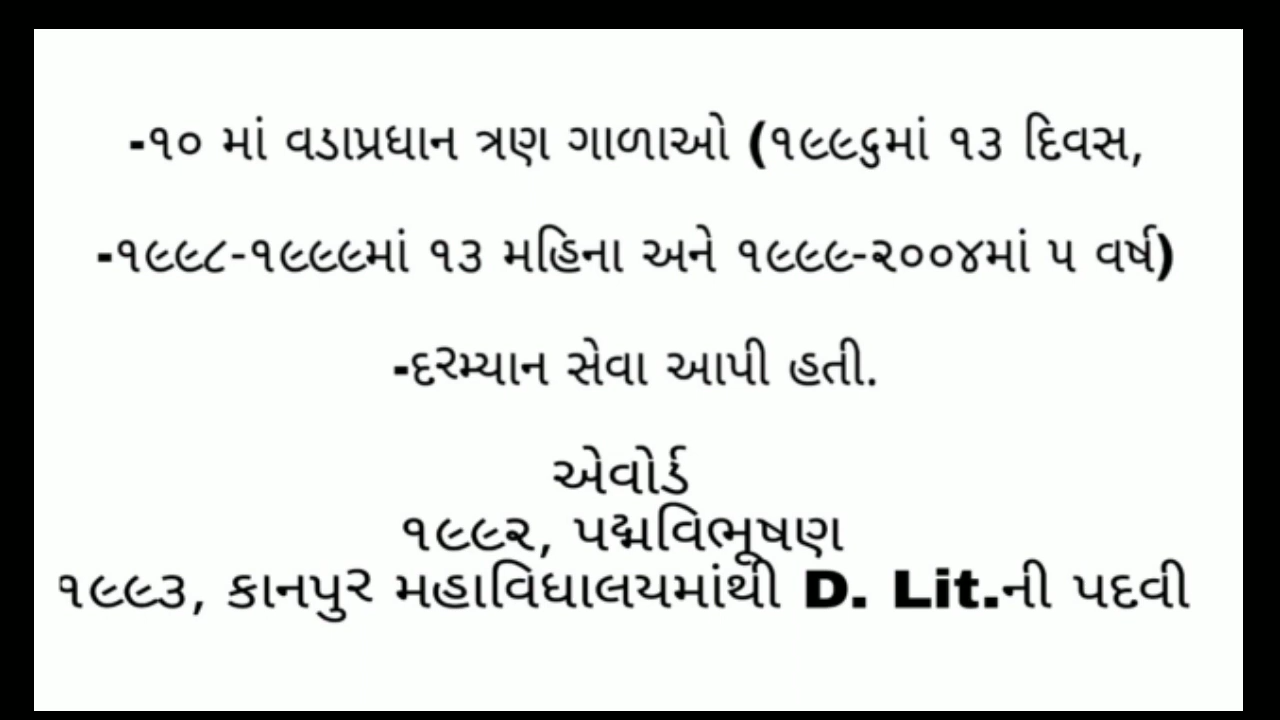 -૧૦ માં વડાપ્રધાન ત્રણ ગાળાઓ (૧૯૯૬માં ૧૩ દિવસ,
-૧૯૯૮-૧૯૯૯માં ૧૩ મહિના અને ૧૯૯૯-૨૦૦૪માં ૫ વર્ષ)
-દરમ્યાન સેવા આપી હતી.
એવોર્ડ
૧૯૯૨, પદ્મવિભૂષણ
૧૯૯૩, કાનપુર મહાવિધાલયમાંથી D. Lit.ની પદવી